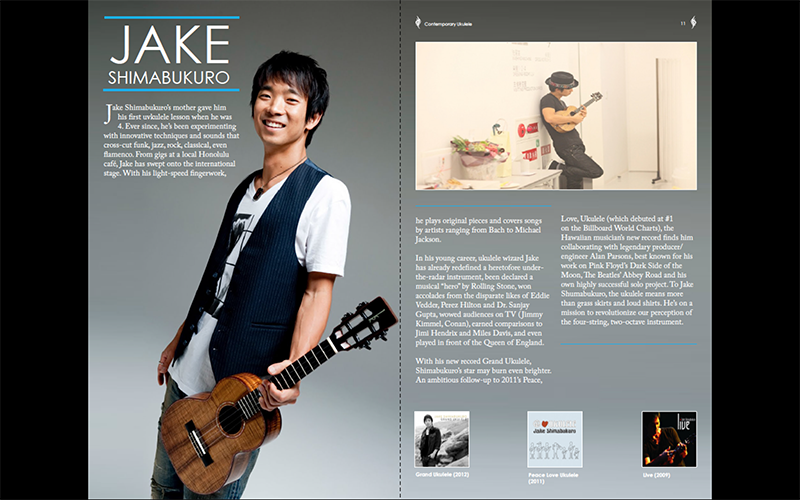 JAKE
SHIMABUKURO
Jake Shimabukuro's mother gave him
his first uvkulele lesson when he was
4. Ever since, he's been experimenting
with innovative techniques and sounds that
cross-cut funk, jazz, rock, classical, even
flamenco. From gigs at a local Honolulu
café, Jake has swept onto the international
stage. With his light-speed fingerwork,
Contemporary Ukulele
11
he plays original pieces and covers songs
by artists ranging from Bach to Michael
Jackson.
In his young career, ukulele wizard Jake
has already redefined a heretofore under-
the-radar instrument, been declared a
musical "hero" by Rolling Stone, won
accolades from the disparate likes of Eddie
Vedder, Perez Hilton and Dr. Sanjay
Gupta, wowed audiences on TV (Jimmy
Kimmel, Conan), earned comparisons to
Jimi Hendrix and Miles Davis, and even
played in front of the Queen of England.
With his new record Grand Ukulele,
Shimabukuro's star may burn even brighter.
An ambitious follow-up to 2011's Peace,
Love, Ukulele (which debuted at #1
on the Billboard World Charts), the
Hawaiian musician's new record finds him
collaborating with legendary producer/
engineer Alan Parsons, best known for his
work on Pink Floyd's Dark Side of the
Moon, The Beatles' Abbey Road and his
own highly successful solo project. To Jake
Shumabukuro, the ukulele means more
than grass skirts and loud shirts. He's on a
mission to revolutionize our perception of
the four-string, two-octave instrument.
Jake Shimabukuro
live
Grand Ukulele (2012)
Peace Love Ukulele
(2011)
Live (2009)